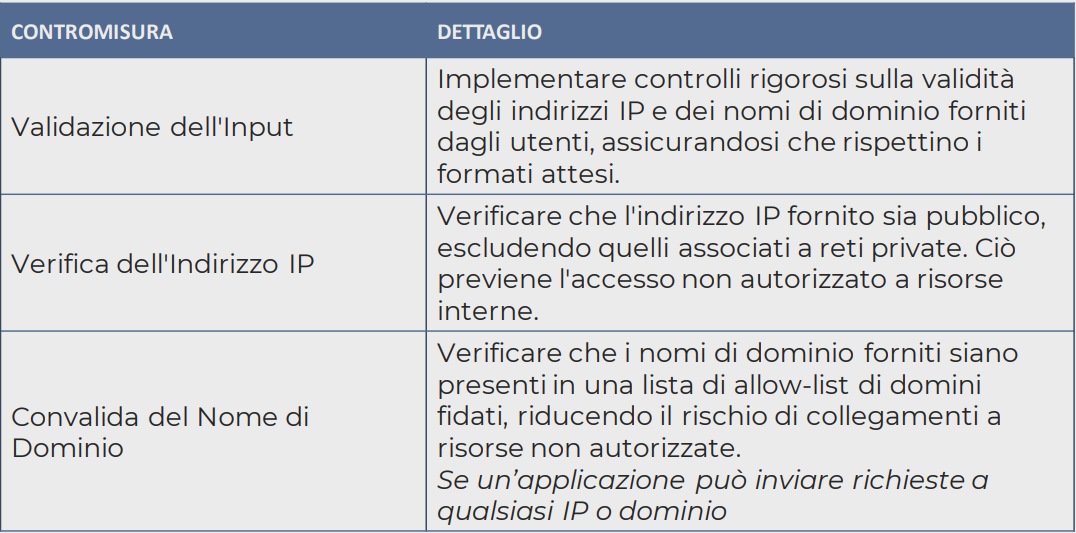 CONTROMISURA
DETTAGLIO
Validazione dell'Input
Implementare controlli rigorosi sulla validità
degli indirizzi IP e dei nomi di dominio forniti
dagli utenti, assicurandosi che rispettino i
formati attesi.
Verifica dell'Indirizzo IP
Verificare che l'indirizzo IP fornito sia pubblico,
escludendo quelli associati a reti private. Ciò
previene l'accesso non autorizzato a risorse
interne.
Convalida del Nome di
Dominio
Verificare che i nomi di dominio forniti siano
presenti in una lista di allow-list di domini
fidati, riducendo il rischio di collegamenti a
risorse non autorizzate.
Se un’applicazione può inviare richieste a
qualsiasi IP o dominio